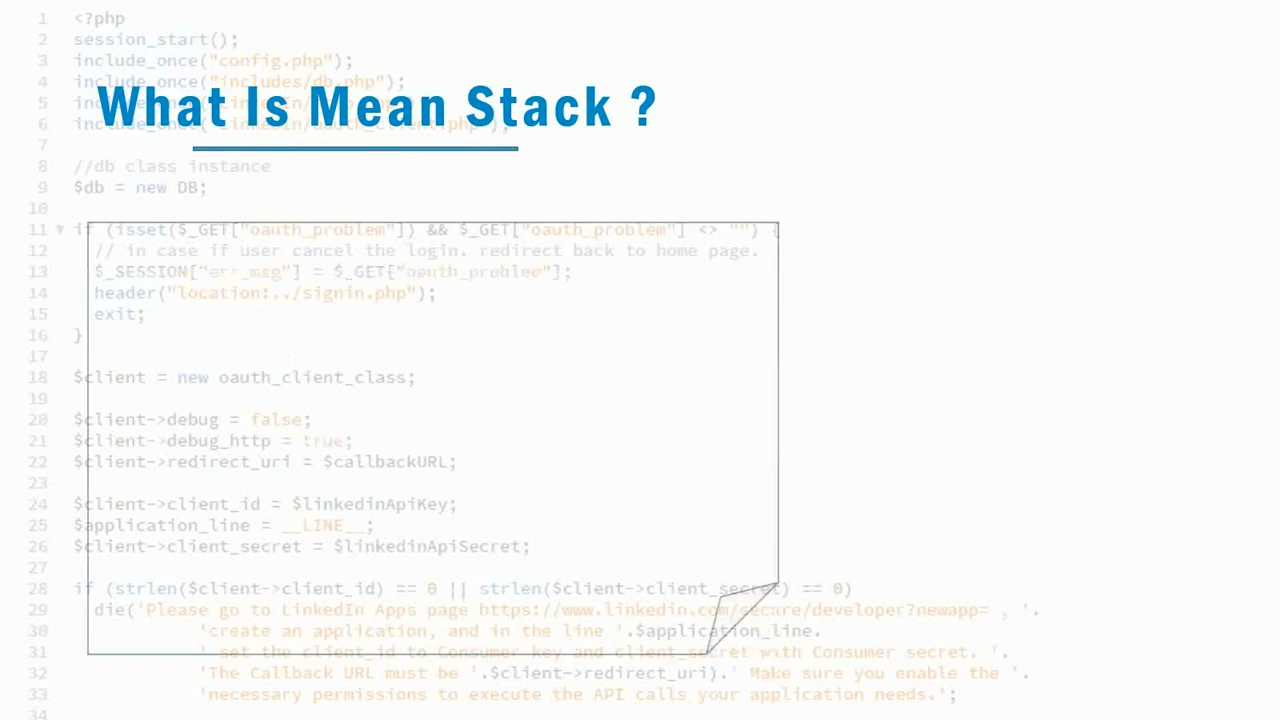 What Is Mean Stack ?
1 <?php
2 session_start();
3 include_once("config.php");
4 include_once("includes/db.php");
5
6
7
8 //db class instance
9 $db = new DB;
10
11 if (isset($_GET["oauth_problem"]) && $_GET["oauth_problem"] <> "") {
12 // in case if user cancel the login. redirect back to home page.
13 $_SESSION["err_msg"] = $_GET["oauth_problem"];
14 header("location:../signin.php");
15 exit;
16 }
17
18 $client = new oauth_client_class;
19
20 $client->debug = false;
21 $client->debug_http = true;
22 $client->redirect_uri = $callbackURL;
23
24 $client->client_id = $linkedinApiKey;
25 $application_line = __LINE__;
26 $client->client_secret = $linkedinApiSecret;
27
28 if (strlen($client->client_id) == 0 || strlen($client->client_secret) == 0)
29 die('Please go to LinkedIn Apps page https://www.linkedin.com/secure/developer?newapp= , '.
30 'create an application, and in the line '.$application_line.
31 ' set the client_id to Consumer key and client_secret with Consumer secret. '.
32 'The Callback URL must be '.$client->redirect_uri).' Make sure you enable the '.
33 'necessary permissions to execute the API calls your application needs.';
34